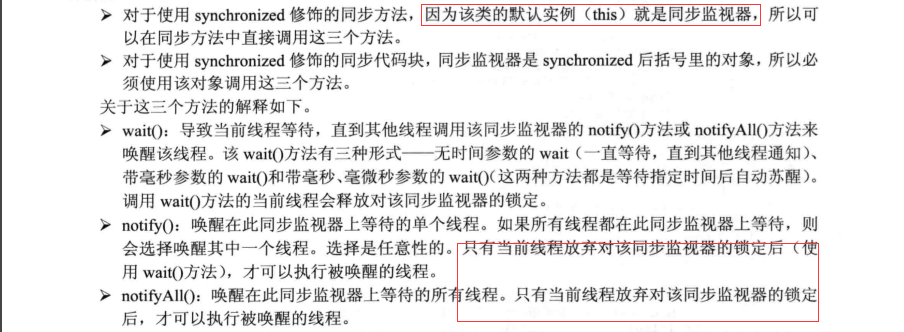 ➢ 对于使用 synchronized 修饰的同步方法，因为该类的默认实例（this）就是同步监视器，所以可
以在同步方法中直接调用这三个方法。
➢ 对于使用 synchronized 修饰的同步代码块，同步监视器是 synchronized 后括号里的对象，所以必
须使用该对象调用这三个方法。
关于这三个方法的解释如下。
➢ wait()：导致当前线程等待，直到其他线程调用该同步监视器的 notify()方法或 notifyAll()方法来
唤醒该线程。该 wait()方法有三种形式——无时间参数的 wait（一直等待，直到其他线程通知）、
带毫秒参数的 wait()和带毫秒、毫微秒参数的 wait()（这两种方法都是等待指定时间后自动苏醒）。
调用 wait()方法的当前线程会释放对该同步监视器的锁定。
➢ notify()：唤醒在此同步监视器上等待的单个线程。如果所有线程都在此同步监视器上等待，则
会选择唤醒其中一个线程。选择是任意性的。只有当前线程放弃对该同步监视器的锁定后（使
用 wait()方法），才可以执行被唤醒的线程。
➢ notifyAll()：唤醒在此同步监视器上等待的所有线程。只有当前线程放弃对该同步监视器的锁定
后，才可以执行被唤醒的线程。